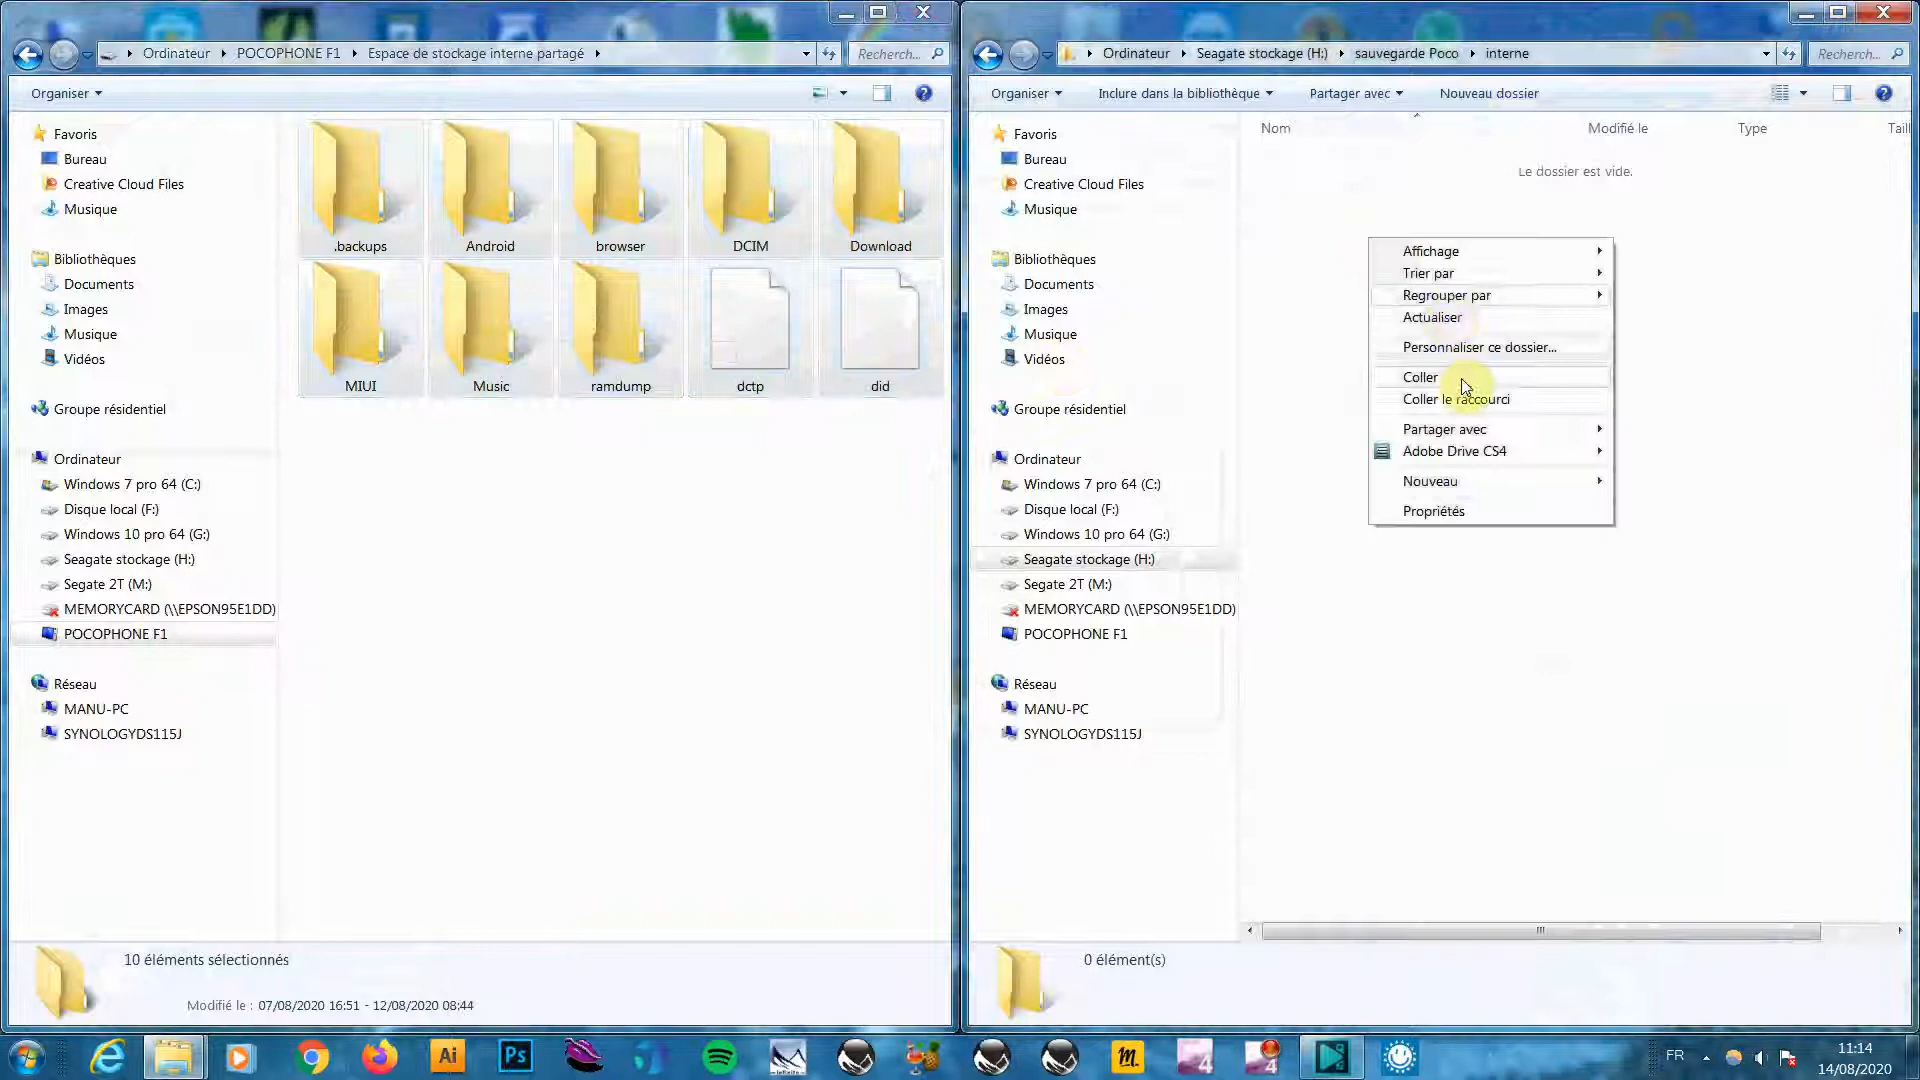 Ordinateur POCOPHONE F1 Espace de stockage interne partagé
Recherch...
Organiser
Favoris
Bureau
Creative Cloud Files
Musique
Bibliothèques
Documents
Images
Musique
Vidéos
Groupe résidentiel
Ordinateur
Windows 7 pro 64 (C:)
Disque local (F:)
Windows 10 pro 64 (G:)
Seagate stockage (H:)
Segate 2T (M:)
MEMORYCARD (\\EPSON95E1DD)
POCOPHONE F1
Réseau
MANU-PC
SYNOLOGYDS115J
.backups Android browser DCIM Download
MIUI Music ramdump dctp did
10 éléments sélectionnés
Modifié le : 07/08/2020 16:51 - 12/08/2020 08:44
Ordinateur Seagate stockage (H:) sauvegarde Poco interne
Recherch...
Organiser Inclure dans la bibliothèque Partager avec Nouveau dossier
Favoris
Bureau
Creative Cloud Files
Musique
Bibliothèques
Documents
Images
Musique
Vidéos
Groupe résidentiel
Ordinateur
Windows 7 pro 64 (C:)
Disque local (F:)
Windows 10 pro 64 (G:)
Seagate stockage (H:)
Segate 2T (M:)
MEMORYCARD (\\EPSON95E1DD)
POCOPHONE F1
Réseau
MANU-PC
SYNOLOGYDS115J
Nom Modifié le Type Taill
Le dossier est vide.
Affichage
Trier par
Regrouper par
Actualiser
Personnaliser ce dossier...
Coller
Coller le raccourci
Partager avec
Adobe Drive CS4
Nouveau
Propriétés
0 élément(s)
Ai Ps m. 4 4
FR
11:14
14/08/2020